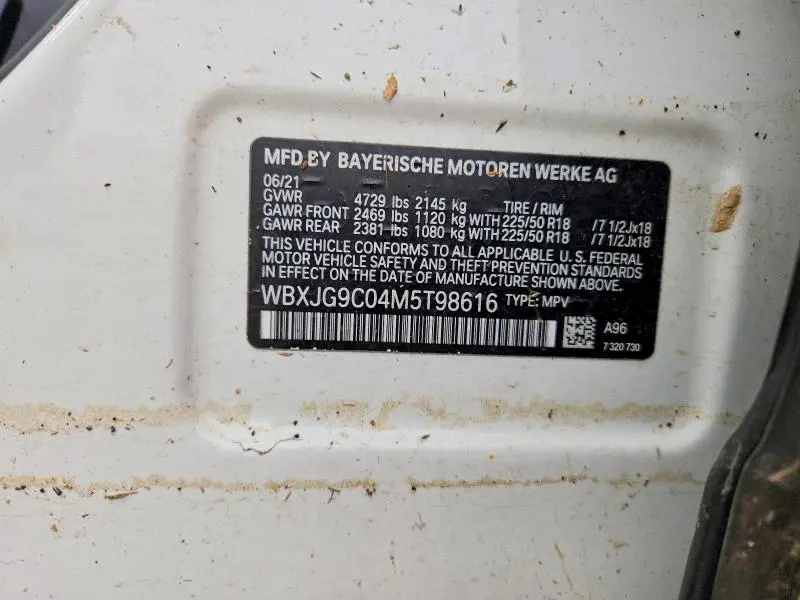 MFD BY BAYERISCHE MOTOREN WERKE AG
06/21
GVWR 4729 lbs 2145 kg TIRE / RIM
GAWR FRONT 2469 lbs 1120 kg WITH 225/50 R18 /7 1/2Jx18
GAWR REAR 2381 lbs 1080 kg WITH 225/50 R18 /7 1/2Jx18
THIS VEHICLE CONFORMS TO ALL APPLICABLE U.S. FEDERAL
MOTOR VEHICLE SAFETY AND THEFT PREVENTION STANDARDS
IN EFFECT ON THE DATE OF MANUFACTURE SHOWN ABOVE.
WBXJG9C04M5T98616 TYPE: MPV
A96
7 320 730